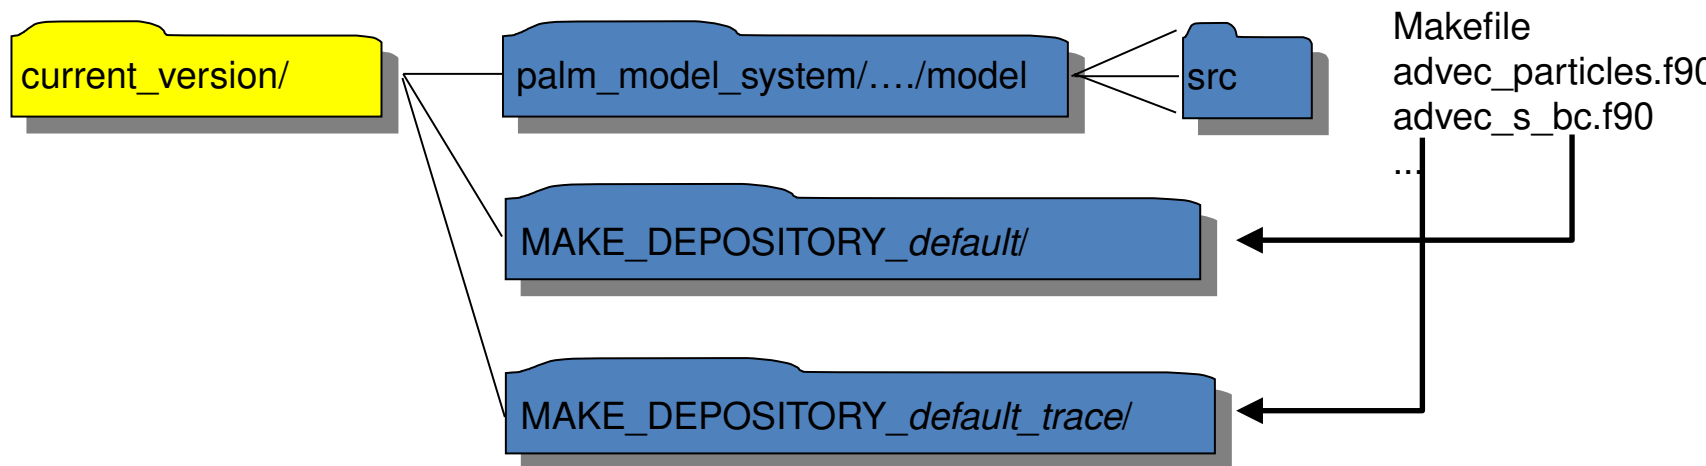 current_version/
palm_model_system/…./model
src
Makefile
advec_particles.f90
advec_s_bc.f90
...
MAKE_DEPOSITORY_default/
MAKE_DEPOSITORY_default_trace/